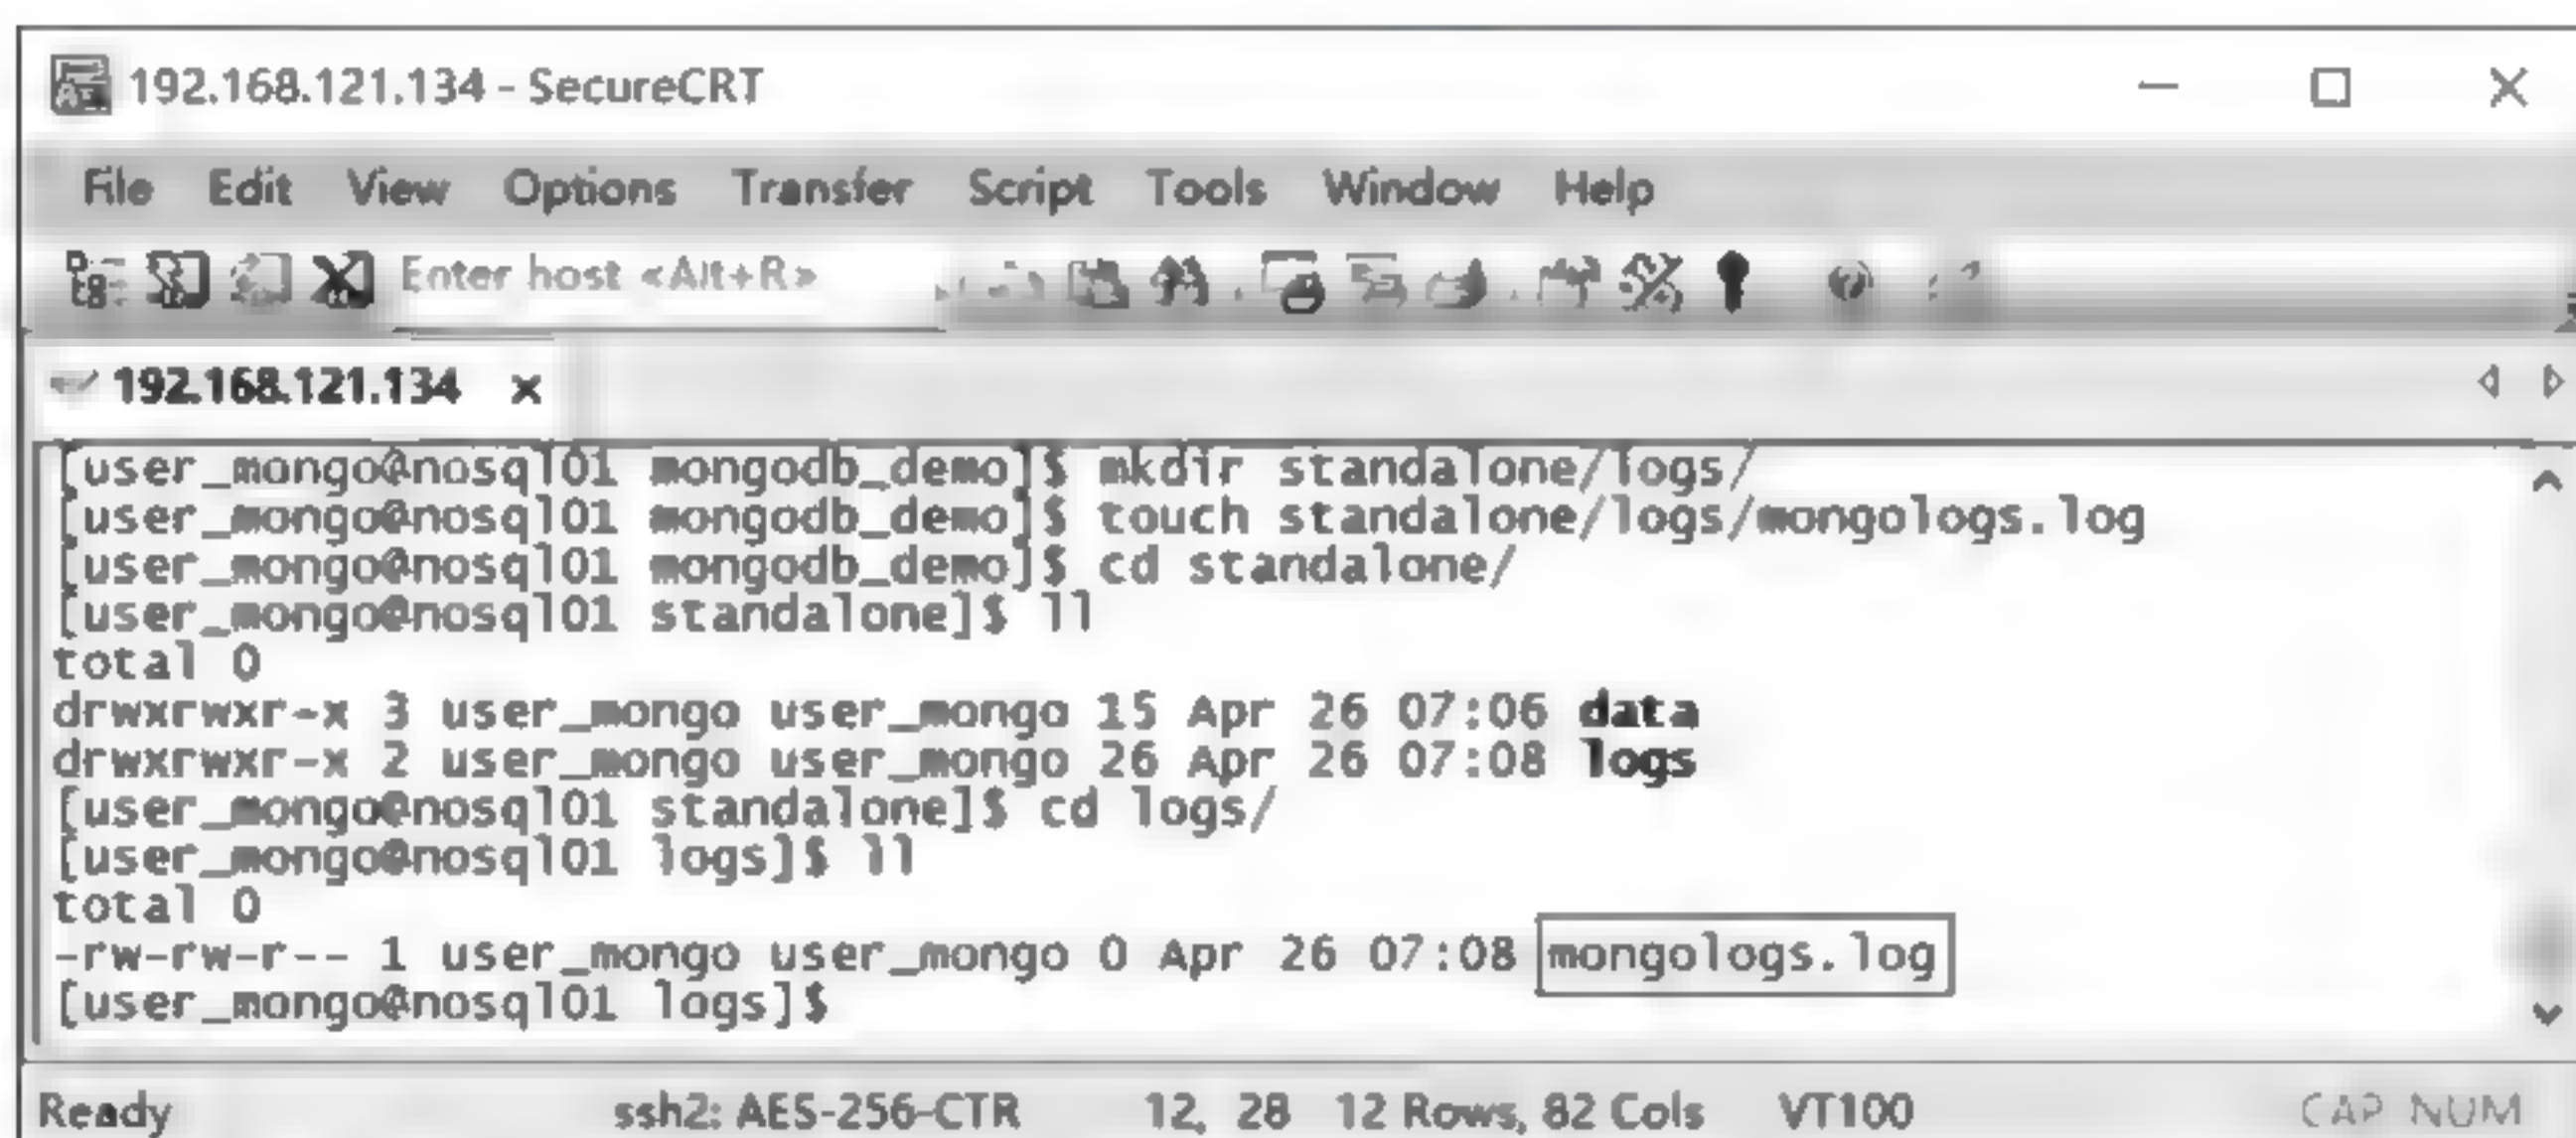 192.168.121.134 - SecureCRT
File Edit View Options Transfer Script Tools Window Help
Enter host <Alt+R>
192.168.121.134
[user_mongo@nosql01 mongodb_demo]$ mkdir standalone/logs/
[user_mongo@nosql01 mongodb_demo]$ touch standalone/logs/mongologs.log
[user_mongo@nosql01 mongodb_demo]$ cd standalone/
[user_mongo@nosql01 standalone]$ ll
total 0
drwxrwxr-x 3 user_mongo user_mongo 15 Apr 26 07:06 data
drwxrwxr-x 2 user_mongo user_mongo 26 Apr 26 07:08 logs
[user_mongo@nosql01 standalone]$ cd logs/
[user_mongo@nosql01 logs]$ ll
total 0
-rw-rw-r-- 1 user_mongo user_mongo 0 Apr 26 07:08 mongologs.log
[user_mongo@nosql01 logs]$
Ready ssh2: AES-256-CTR 12, 28 12 Rows, 82 Cols VT100 CAP NUM